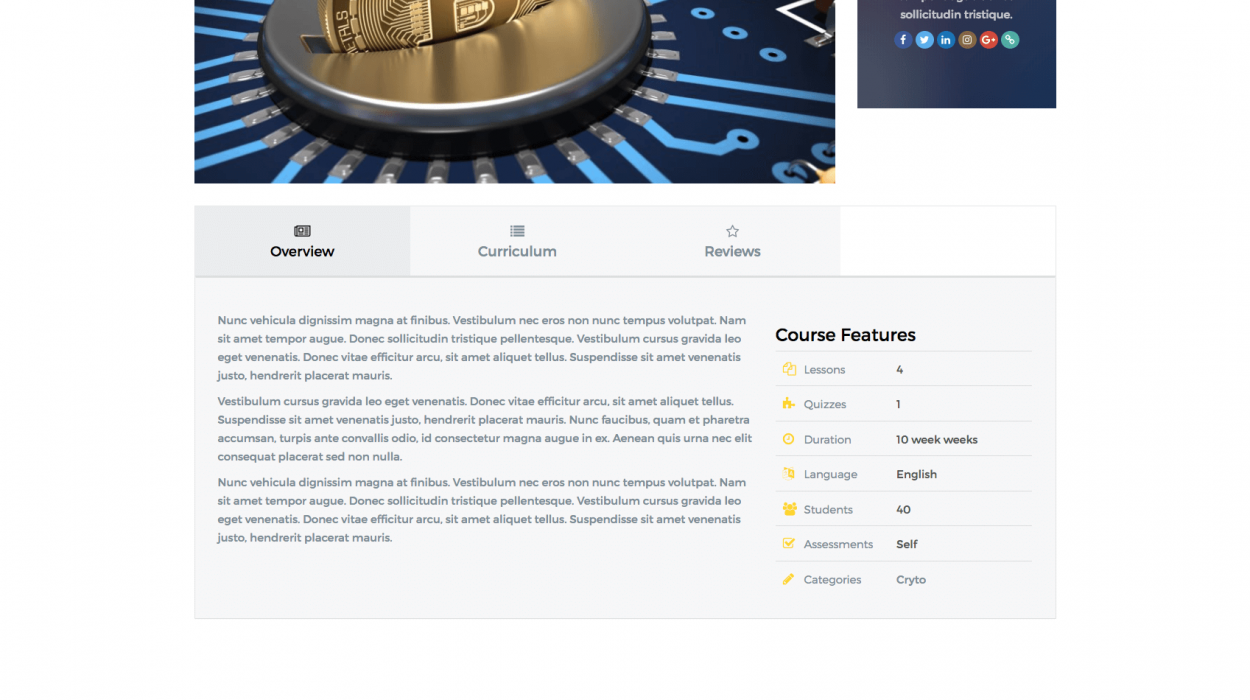 METALS
sollicitudin tristique.
Overview
Curriculum
Reviews
Nunc vehicula dignissim magna at finibus. Vestibulum nec eros non nunc tempus volutpat. Nam
sit amet tempor augue. Donec sollicitudin tristique pellentesque. Vestibulum cursus gravida leo
eget venenatis. Donec vitae efficitur arcu, sit amet aliquet tellus. Suspendisse sit amet venenatis
justo, hendrerit placerat mauris.
Vestibulum cursus gravida leo eget venenatis. Donec vitae efficitur arcu, sit amet aliquet tellus.
Suspendisse sit amet venenatis justo, hendrerit placerat mauris. Nunc faucibus, quam et pharetra
accumsan, turpis ante convallis odio, id consectetur magna augue in ex. Aenean quis urna nec elit
consequat placerat sed non nulla.
Nunc vehicula dignissim magna at finibus. Vestibulum nec eros non nunc tempus volutpat. Nam
sit amet tempor augue. Donec sollicitudin tristique pellentesque. Vestibulum cursus gravida leo
eget venenatis. Donec vitae efficitur arcu, sit amet aliquet tellus. Suspendisse sit amet venenatis
justo, hendrerit placerat mauris.
Course Features
Lessons 4
Quizzes 1
Duration 10 week weeks
Language English
Students 40
Assessments Self
Categories Cryto